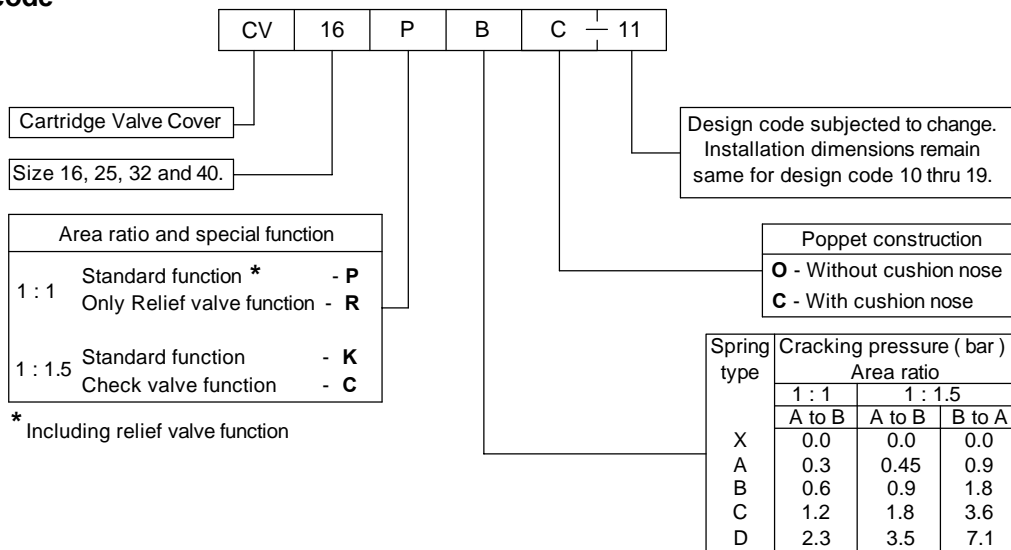 code
CV 16 P B C – 11
Cartridge Valve Cover
Size 16, 25, 32 and 40.
Area ratio and special function
1 : 1 Standard function * - P
Only Relief valve function - R
1 : 1.5 Standard function - K
Check valve function - C
* Including relief valve function
Design code subjected to change.
Installation dimensions remain
same for design code 10 thru 19.
Poppet construction
O - Without cushion nose
C - With cushion nose
Spring type Cracking pressure ( bar )
Area ratio
1 : 1 1 : 1.5
A to B A to B B to A
X 0.0 0.0 0.0
A 0.3 0.45 0.9
B 0.6 0.9 1.8
C 1.2 1.8 3.6
D 2.3 3.5 7.1